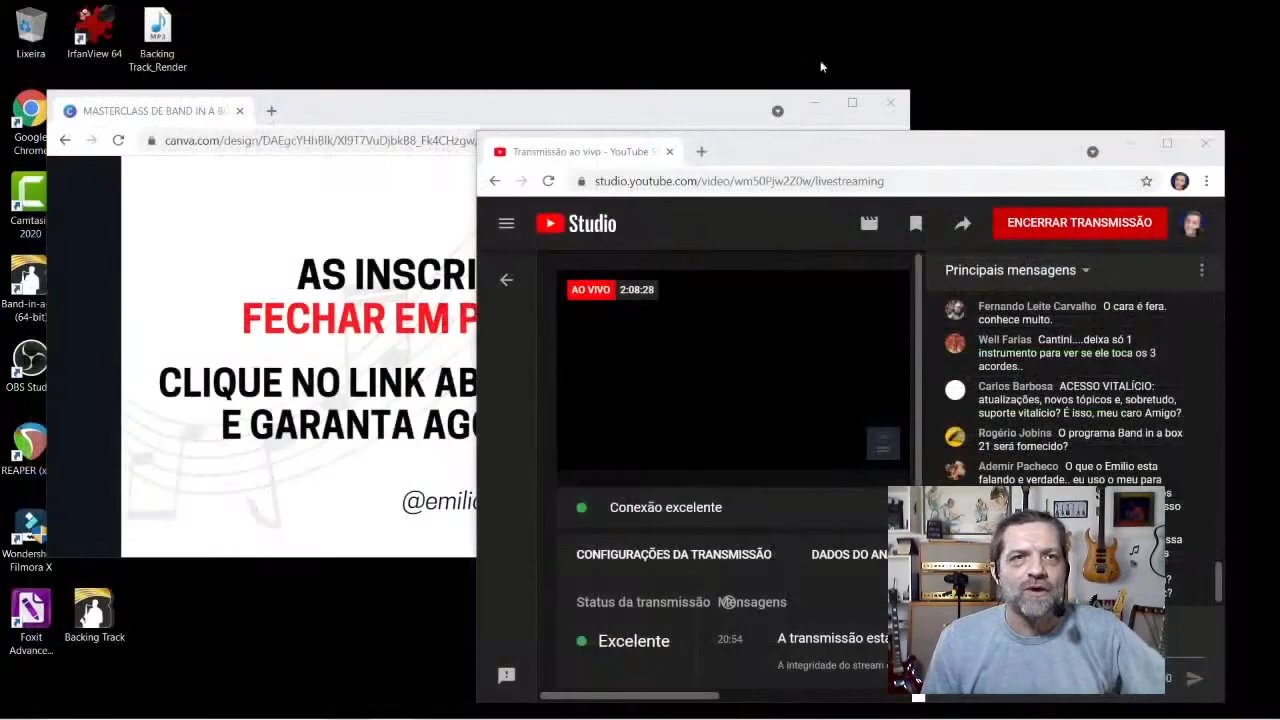 Lixeira
IrfanView 64
Backing
Track_Render
Google
Chrome
Camtasia
2020
Band-in-a-
(64-bit)
OBS Stud
REAPER (x
Wondersh
Filmora X
Foxit
Advance...
Backing Track
MASTERCLASS DE BAND IN A B
canva.com/design/DAEgcYHhBlk/Xl9T7VuDjbkB8_Fk4CHzgw,
AS INSCRI
FECHAR EM P
CLIQUE NO LINK AB
E GARANTA AGO
@emilio
Transmissão ao vivo - YouTube S
studio.youtube.com/video/wm50Pjw2Z0w/livestreaming
Studio
ENCERRAR TRANSMISSÃO
AO VIVO 2:08:28
Conexão excelente
CONFIGURAÇÕES DA TRANSMISSÃO
DADOS DO AN
Status da transmissão
Mensagens
Excelente
20:54
A transmissão está
A integridade do stream
Principais mensagens
Fernando Leite Carvalho O cara é fera.
conhece muito.
Well Farias Cantini....deixa só 1
instrumento para ver se ele toca os 3
acordes..
Carlos Barbosa ACESSO VITALÍCIO:
atualizações, novos tópicos e, sobretudo,
suporte vitalício? É isso, meu caro Amigo?
Rogério Jobins O programa Band in a box
21 será fornecido?
Ademir Pacheco O que o Emilio esta
falando e verdade.. eu uso o meu para